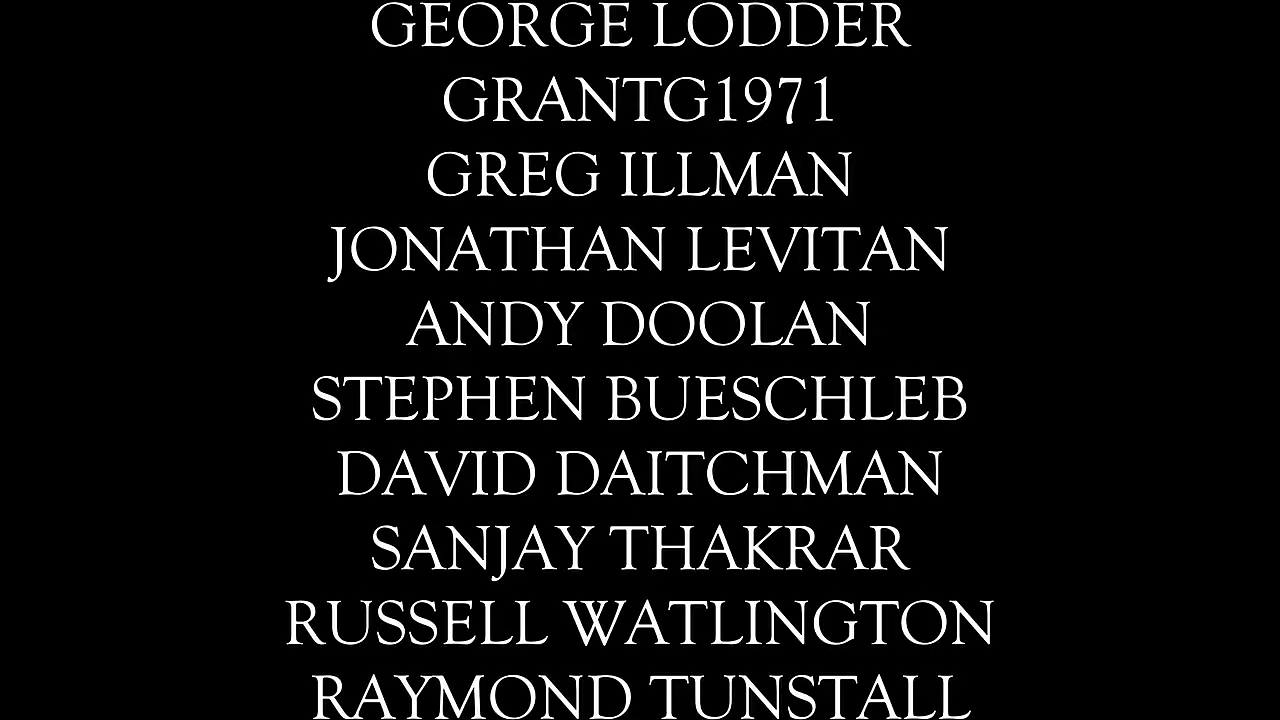 GEORGE LODDER
GRANTG1971
GREG ILLMAN
JONATHAN LEVITAN
ANDY DOOLAN
STEPHEN BUESCHLEB
DAVID DAITCHMAN
SANJAY THAKRAR
RUSSELL WATLINGTON
RAYMOND TUNSTALL